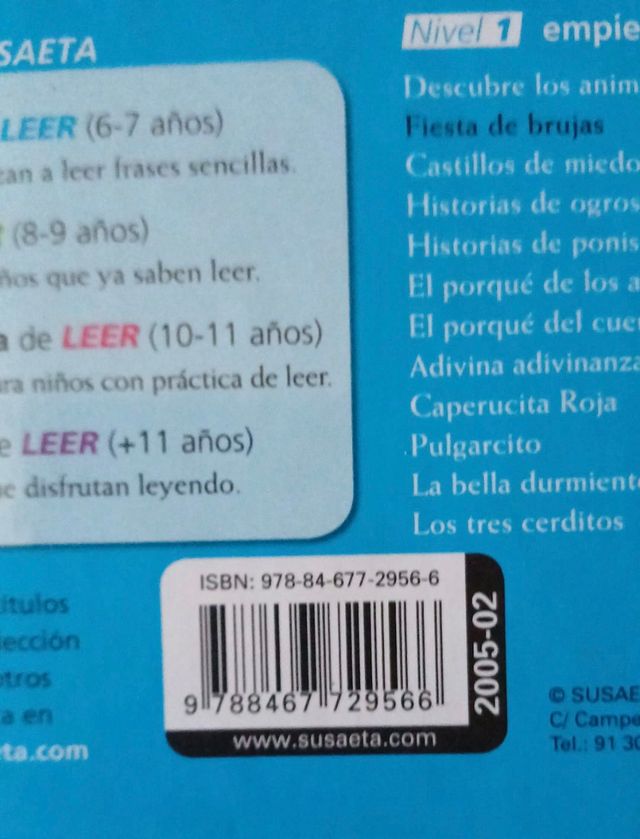 SAETA
LEER (6-7 años)
an a leer frases sencillas.
(8-9 años)
ños que ya saben leer.
a de LEER (10-11 años)
ra niños con práctica de leer.
e LEER (+11 años)
e disfrutan leyendo.
ítulos
lección
otros
a en
ta.com
Nivel 1 empie
Descubre los anim
Fiesta de brujas
Castillos de miedo
Historias de ogros
Historias de ponis
El porqué de los a
El porqué del cue
Adivina adivinanza
Caperucita Roja
Pulgarcito
La bella durmiente
Los tres cerditos
ISBN: 978-84-677-2956-6
9 788467 729566
2005-02
www.susaeta.com
© SUSAE
C/ Campe
Tel.: 91 30